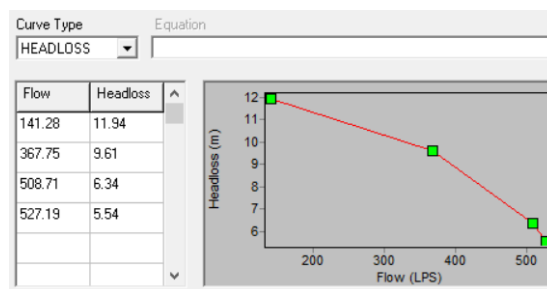 Curve Type Equation
HEADLOSS
Flow Headloss
141.28 11.94
367.75 9.61
508.71 6.34
527.19 5.54
Headloss (m)
12
11
10
9
8
7
6
200 300 400 500
Flow (LPS)